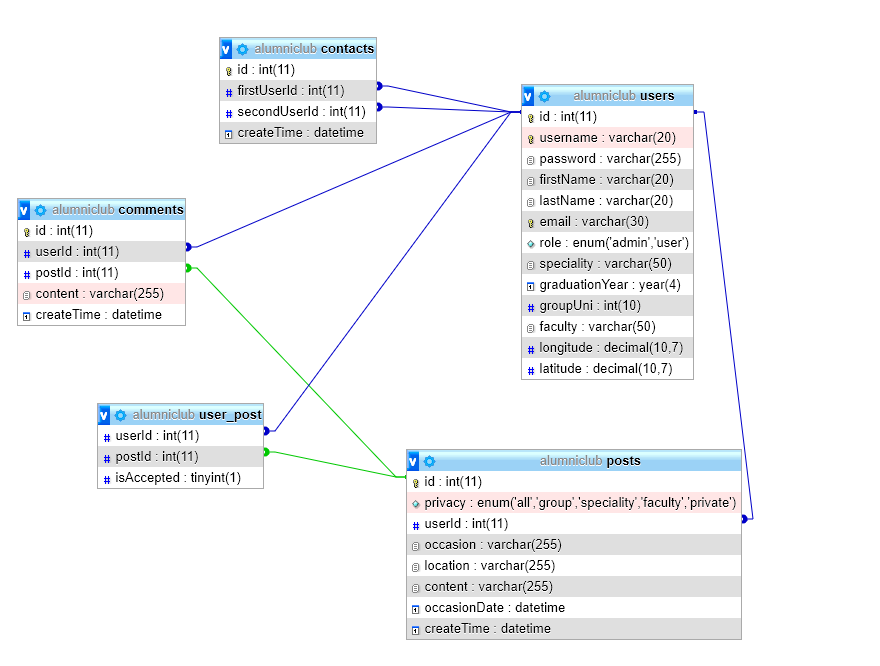 alumniclub contacts
id : int(11)
firstUserId : int(11)
secondUserId : int(11)
createTime : datetime
alumniclub users
id : int(11)
username : varchar(20)
password : varchar(255)
firstName : varchar(20)
lastName : varchar(20)
email : varchar(30)
role : enum('admin','user')
speciality : varchar(50)
graduationYear : year(4)
groupUni : int(10)
faculty : varchar(50)
longitude : decimal(10,7)
latitude : decimal(10,7)
alumniclub comments
id : int(11)
userId : int(11)
postId : int(11)
content : varchar(255)
createTime : datetime
alumniclub user_post
userId : int(11)
postId : int(11)
isAccepted : tinyint(1)
alumniclub posts
id : int(11)
privacy : enum('all','group','speciality','faculty','private')
userId : int(11)
occasion : varchar(255)
location : varchar(255)
content : varchar(255)
occasionDate : datetime
createTime : datetime